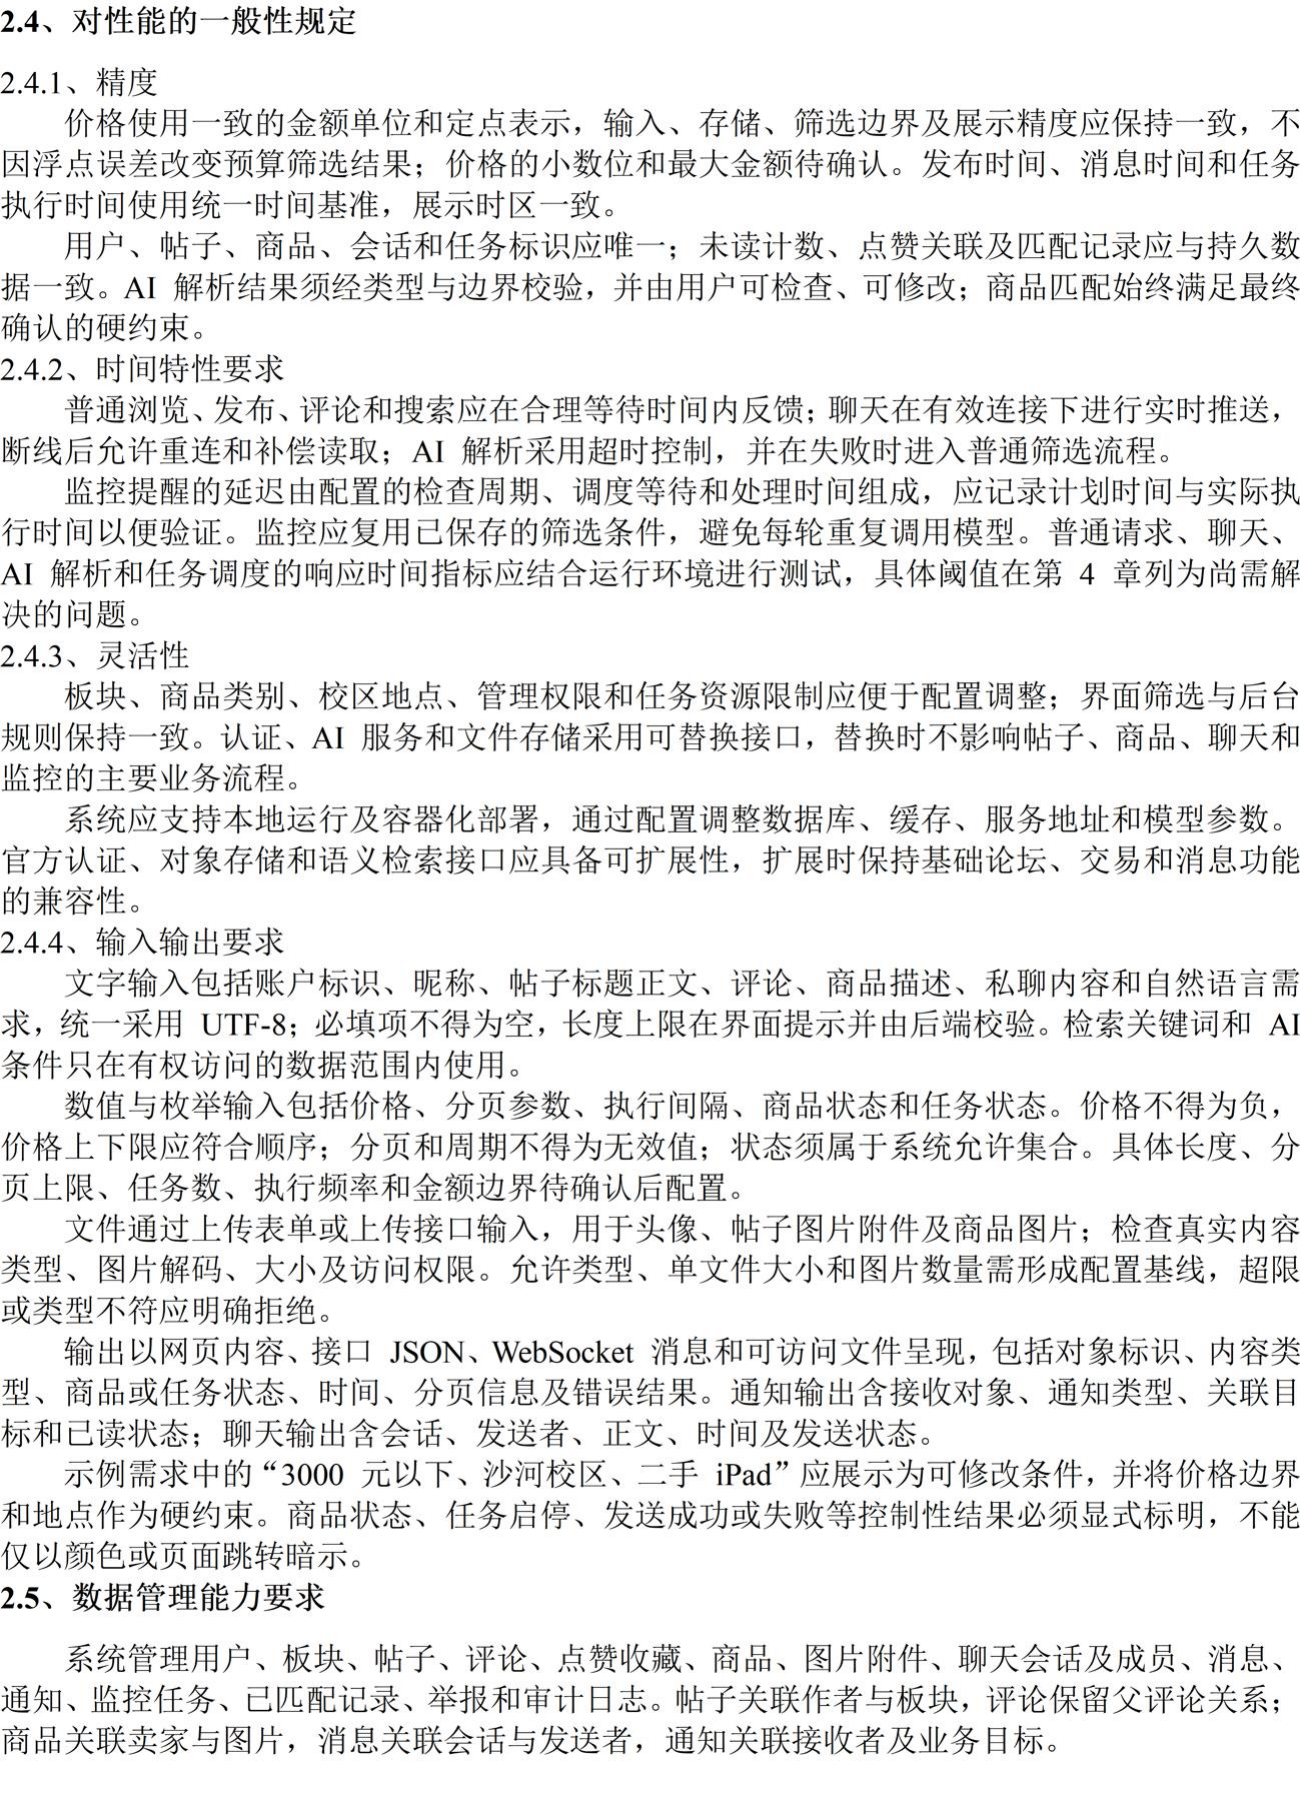 2.4、对性能的一般性规定
2.4.1、精度
价格使用一致的金额单位和定点表示，输入、存储、筛选边界及展示精度应保持一致，不
因浮点误差改变预算筛选结果；价格的小数位和最大金额待确认。发布时间、消息时间和任务
执行时间使用统一时间基准，展示时区一致。
用户、帖子、商品、会话和任务标识应唯一；未读计数、点赞关联及匹配记录应与持久数
据一致。AI 解析结果须经类型与边界校验，并由用户可检查、可修改；商品匹配始终满足最终
确认的硬约束。
2.4.2、时间特性要求
普通浏览、发布、评论和搜索应在合理等待时间内反馈；聊天在有效连接下进行实时推送，
断线后允许重连和补偿读取；AI 解析采用超时控制，并在失败时进入普通筛选流程。
监控提醒的延迟由配置的检查周期、调度等待和处理时间组成，应记录计划时间与实际执
行时间以便验证。监控应复用已保存的筛选条件，避免每轮重复调用模型。普通请求、聊天、
AI 解析和任务调度的响应时间指标应结合运行环境进行测试，具体阈值在第 4 章列为尚需解
决的问题。
2.4.3、灵活性
板块、商品类别、校区地点、管理权限和任务资源限制应便于配置调整；界面筛选与后台
规则保持一致。认证、AI 服务和文件存储采用可替换接口，替换时不影响帖子、商品、聊天和
监控的主要业务流程。
系统应支持本地运行及容器化部署，通过配置调整数据库、缓存、服务地址和模型参数。
官方认证、对象存储和语义检索接口应具备可扩展性，扩展时保持基础论坛、交易和消息功能
的兼容性。
2.4.4、输入输出要求
文字输入包括账户标识、昵称、帖子标题正文、评论、商品描述、私聊内容和自然语言需
求，统一采用 UTF-8；必填项不得为空，长度上限在界面提示并由后端校验。检索关键词和 AI
条件只在有权访问的数据范围内使用。
数值与枚举输入包括价格、分页参数、执行间隔、商品状态和任务状态。价格不得为负，
价格上下限应符合顺序；分页和周期不得为无效值；状态须属于系统允许集合。具体长度、分
页上限、任务数、执行频率和金额边界待确认后配置。
文件通过上传表单或上传接口输入，用于头像、帖子图片附件及商品图片；检查真实内容
类型、图片解码、大小及访问权限。允许类型、单文件大小和图片数量需形成配置基线，超限
或类型不符应明确拒绝。
输出以网页内容、接口 JSON、WebSocket 消息和可访问文件呈现，包括对象标识、内容类
型、商品或任务状态、时间、分页信息及错误结果。通知输出含接收对象、通知类型、关联目
标和已读状态；聊天输出含会话、发送者、正文、时间及发送状态。
示例需求中的“3000 元以下、沙河校区、二手 iPad”应展示为可修改条件，并将价格边界
和地点作为硬约束。商品状态、任务启停、发送成功或失败等控制性结果必须显式标明，不能
仅以颜色或页面跳转暗示。
2.5、数据管理能力要求
系统管理用户、板块、帖子、评论、点赞收藏、商品、图片附件、聊天会话及成员、消息、
通知、监控任务、已匹配记录、举报和审计日志。帖子关联作者与板块，评论保留父评论关系；
商品关联卖家与图片，消息关联会话与发送者，通知关联接收者及业务目标。